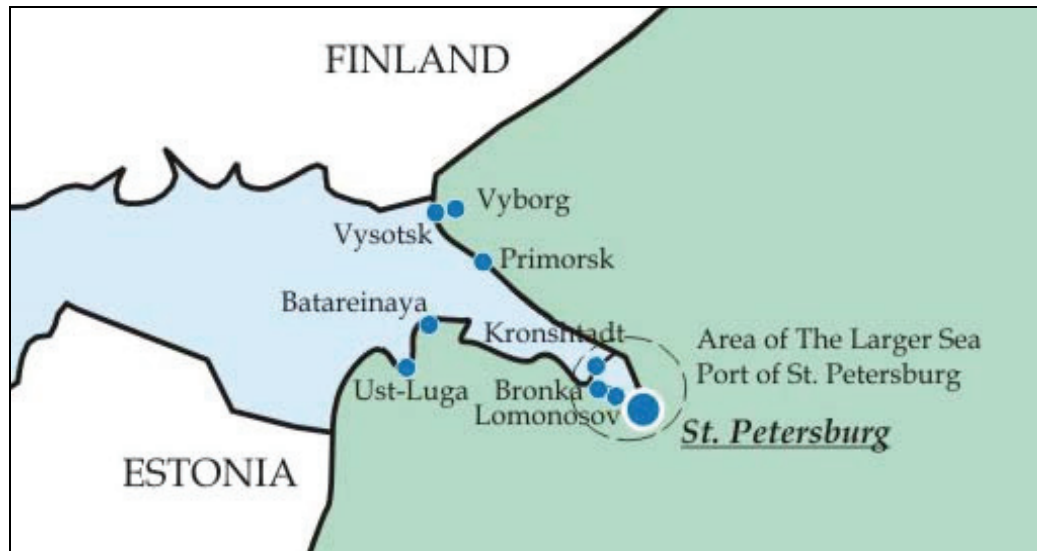 FINLAND
Vyborg
Vysotsk
Primorsk
Batareinaya
Kronshtadt
Area of The Larger Sea
Port of St. Petersburg
Ust-Luga
Bronka
Lomonosov
St. Petersburg
ESTONIA